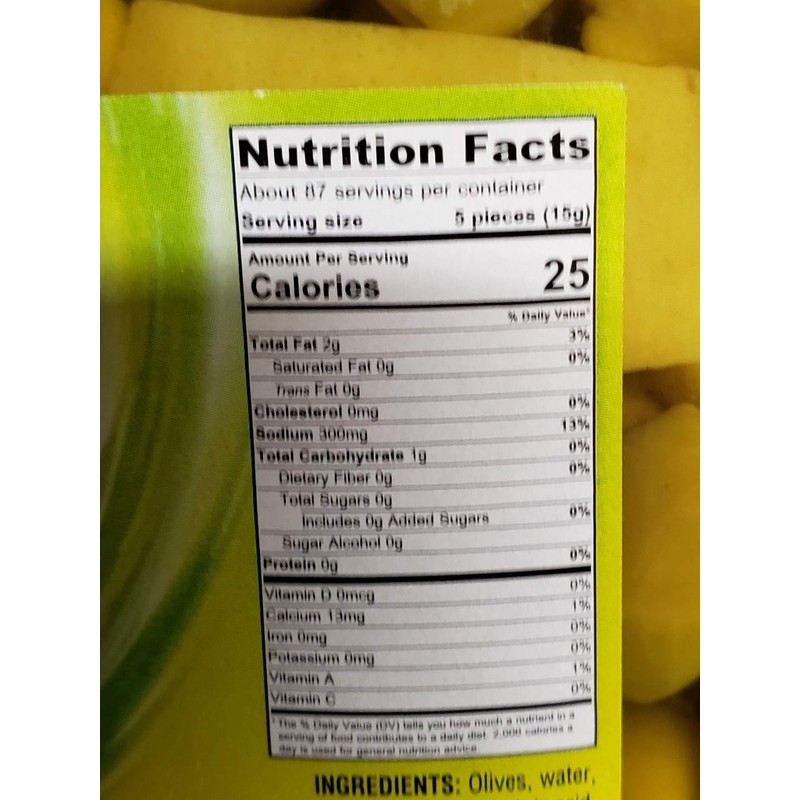 Nutrition Facts
About 87 servings per container
Serving size 5 pieces (15g)
Amount Per Serving
Calories 25
% Daily Value*
Total Fat 2g 3%
Saturated Fat 0g 0%
Trans Fat 0g
Cholesterol 0mg 0%
Sodium 300mg 13%
Total Carbohydrate 1g 0%
Dietary Fiber 0g 0%
Total Sugars 0g
Includes 0g Added Sugars 0%
Sugar Alcohol 0g
Protein 0g 0%
Vitamin D 0mcg 0%
Calcium 13mg 1%
Iron 0mg 0%
Potassium 0mg 0%
Vitamin A 1%
Vitamin C 0%
*The % Daily Value (DV) tells you how much a nutrient in a
serving of food contributes to a daily diet. 2,000 calories a
day is used for general nutrition advice.
INGREDIENTS: Olives, water,